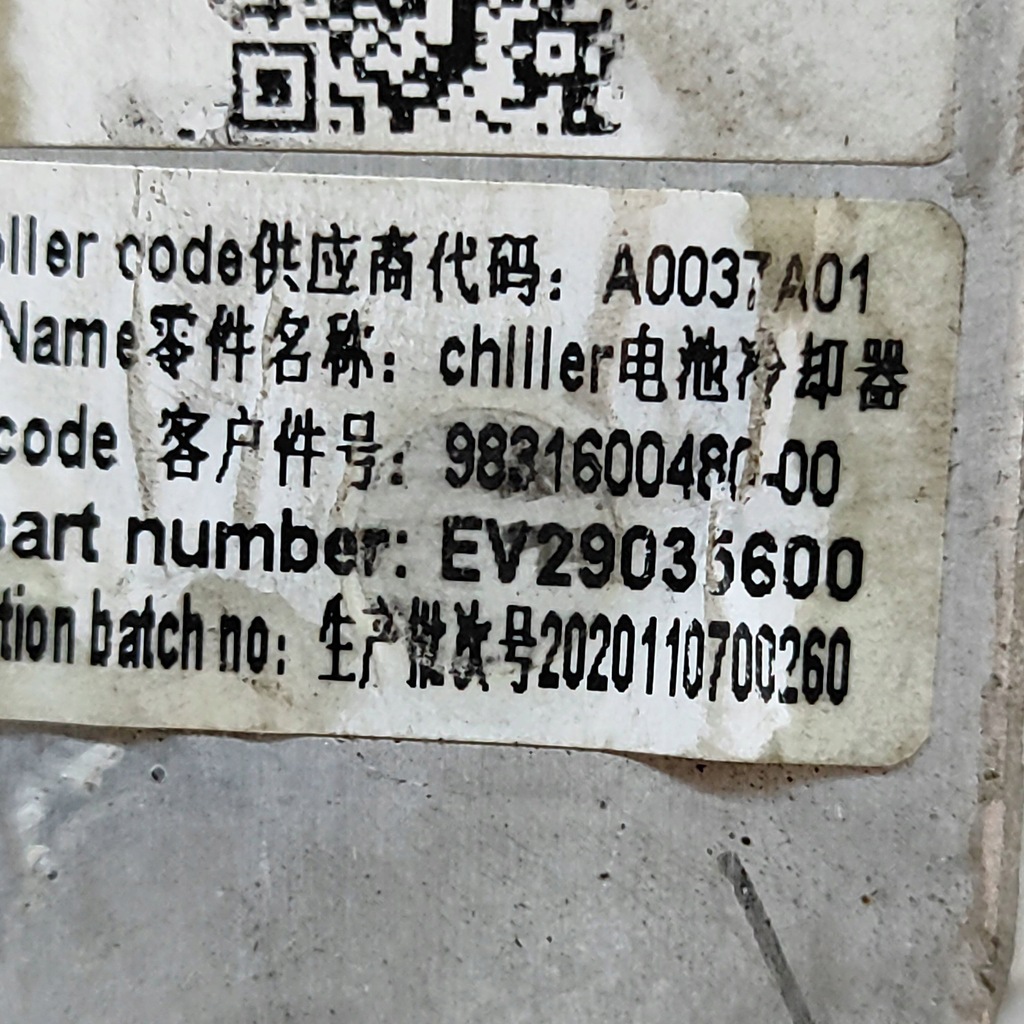 ller code供应商代码: A0037A01
Name零件名称: chiller电池冷却器
code 客户件号: 9831600480-00
art number: EV29035600
tion batch no: 生产批次号2020110700260